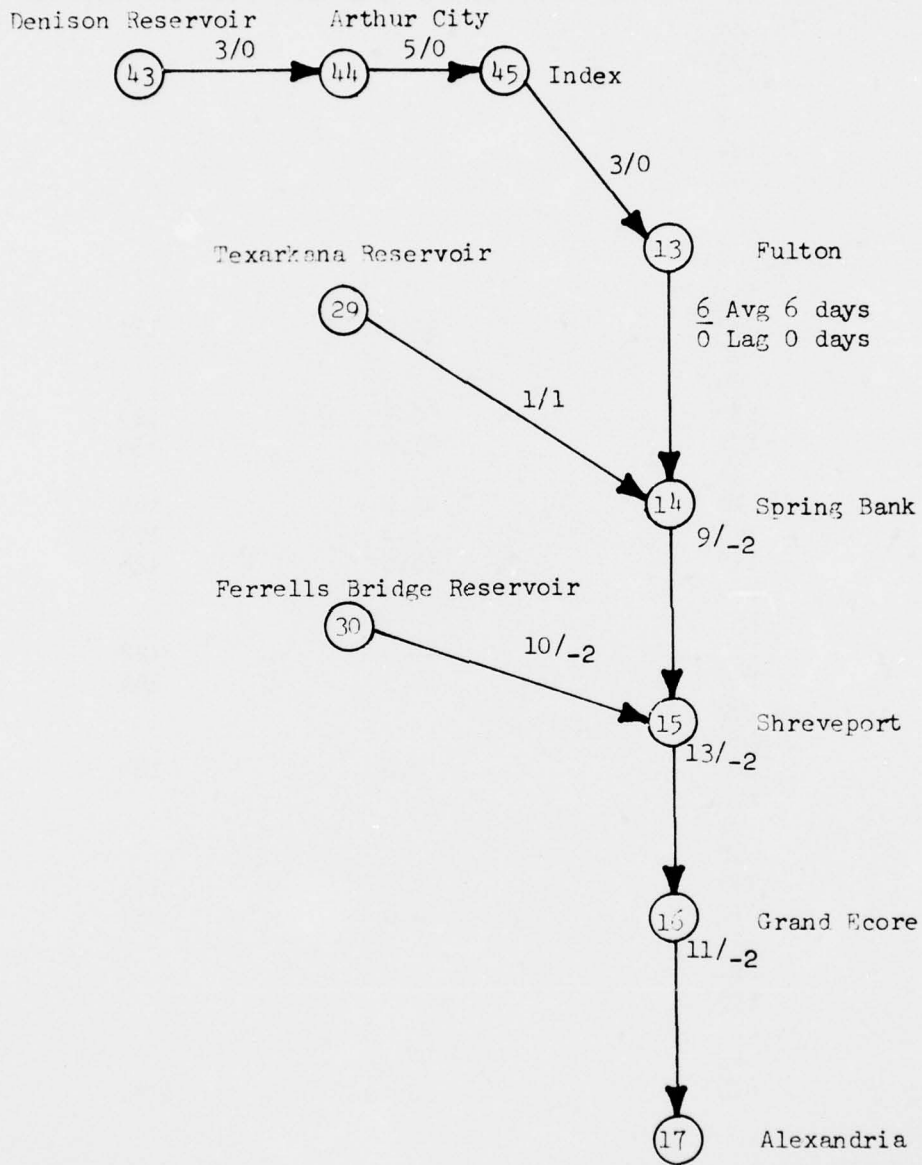 Denison Reservoir
Arthur City
3/0
5/0
43
44
45
Index
3/0
13
Fulton
Texarkana Reservoir
29
6 Avg 6 days
0 Lag 0 days
1/1
14
Spring Bank
9/-2
Ferrells Bridge Reservoir
30
10/-2
15
Shreveport
13/-2
16
Grand Ecore
11/-2
17
Alexandria